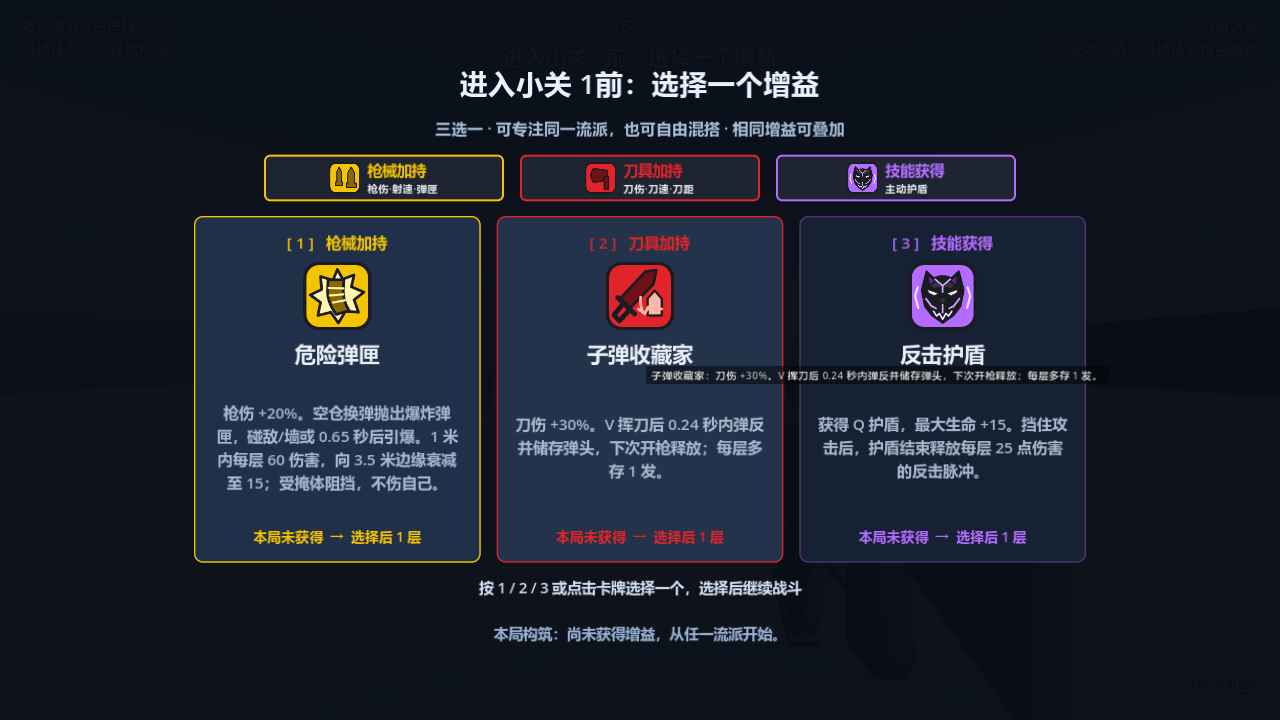 进入小关 1前：选择一个增益
三选一 · 可专注同一流派，也可自由混搭 · 相同增益可叠加
枪械加持
枪伤·射速·弹匣
刀具加持
刀伤·刀速·刀距
技能获得
主动护盾
[ 1 ] 枪械加持
危险弹匣
枪伤 +20%。空仓换弹抛出爆炸弹
匣，碰敌/墙或 0.65 秒后引爆。1 米
内每层 60 伤害，向 3.5 米边缘衰减
至 15；受掩体阻挡，不伤自己。
本局未获得 → 选择后 1 层
[ 2 ] 刀具加持
子弹收藏家
子弹收藏家：刀伤 +30%。V 挥刀后 0.24 秒内弹反并储存弹头，下次开枪释放；每层多存 1 发。
刀伤 +30%。V 挥刀后 0.24 秒内弹反
并储存弹头，下次开枪释放；每层多
存 1 发。
本局未获得 → 选择后 1 层
[ 3 ] 技能获得
反击护盾
获得 Q 护盾，最大生命 +15。挡住攻
击后，护盾结束释放每层 25 点伤害
的反击脉冲。
本局未获得 → 选择后 1 层
按 1 / 2 / 3 或点击卡牌选择一个，选择后继续战斗
本局构筑：尚未获得增益，从任一流派开始。